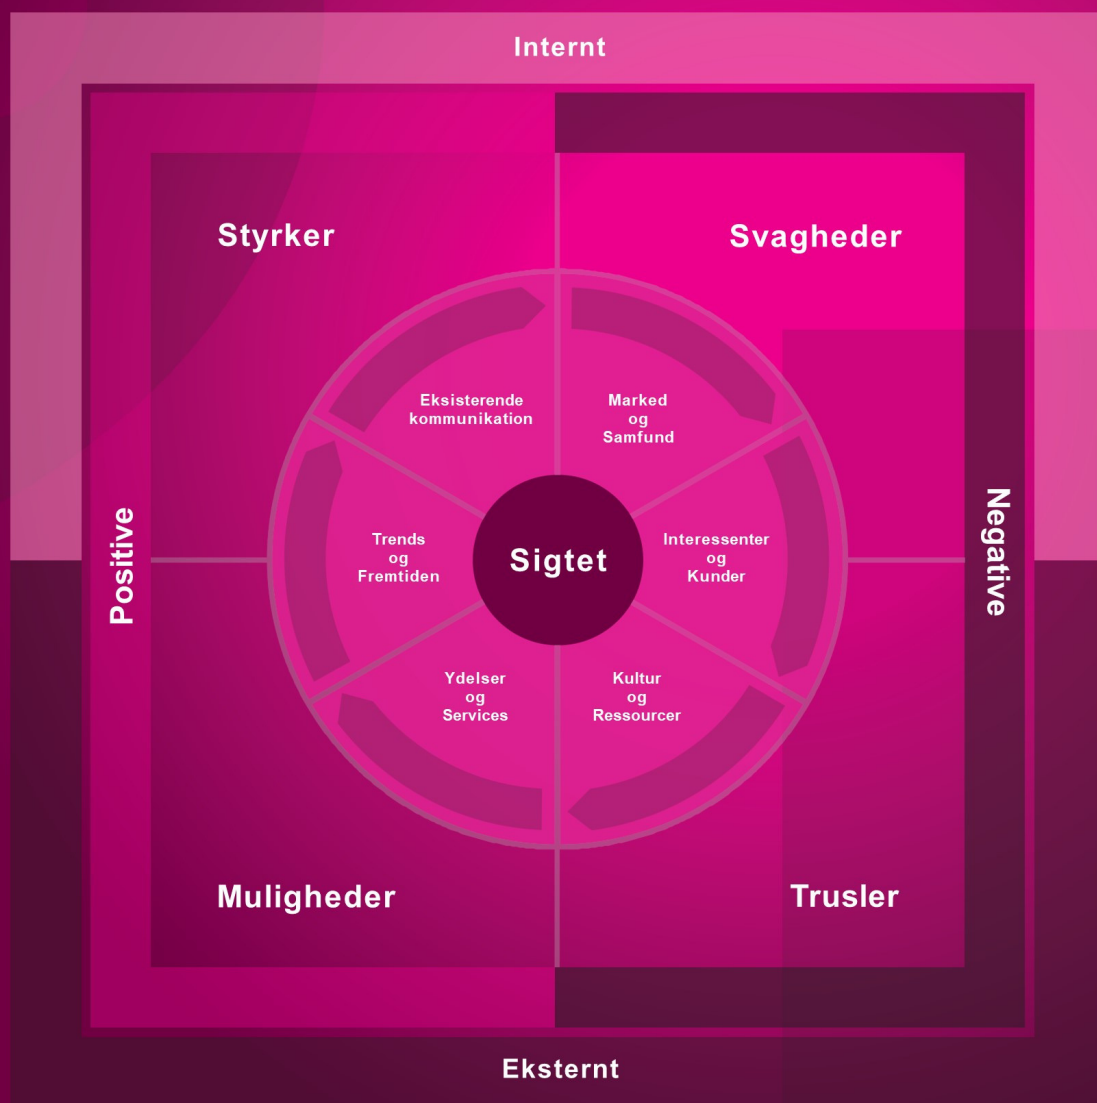 Internt
Styrker
Svagheder
Eksisterende
kommunikation
Marked
og
Samfund
Positive
Trends
og
Fremtiden
Sigtet
Interessenter
og
Kunder
Negative
Ydelser
og
Services
Kultur
og
Ressourcer
Muligheder
Trusler
Eksternt